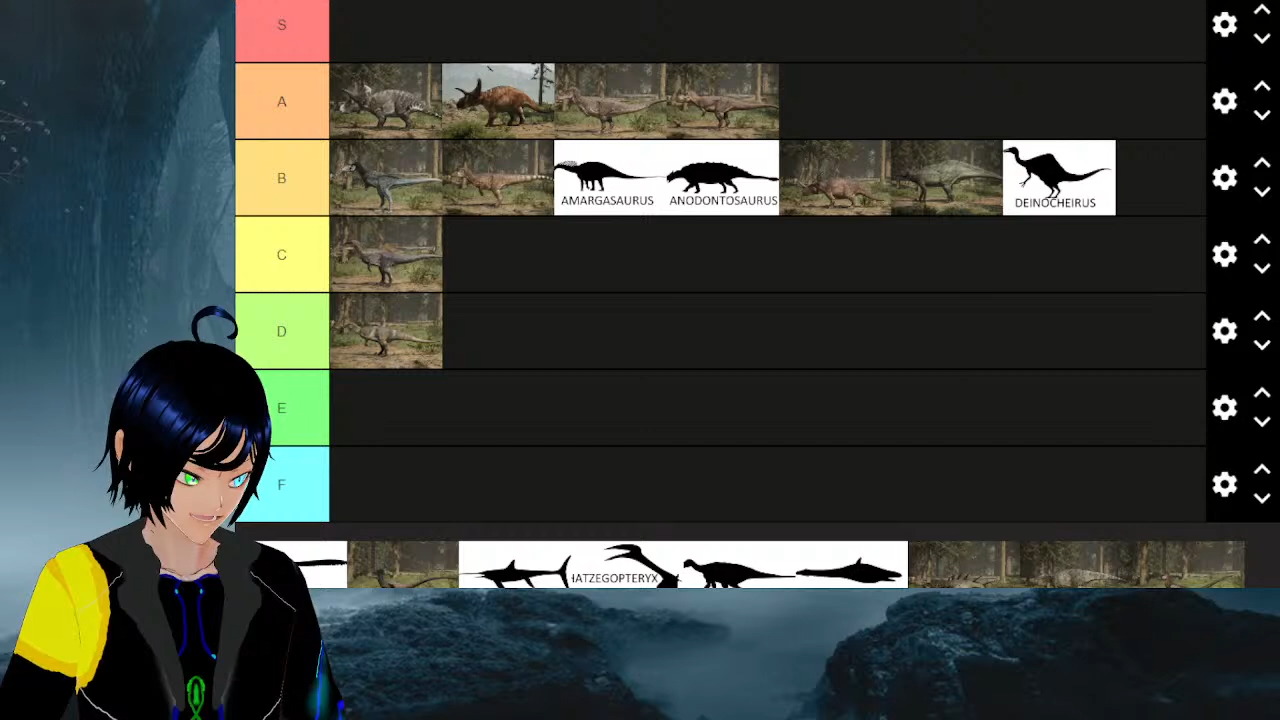 S
A
B
AMARGASAURUS
ANODONTOSAURUS
DEINOCHEIRUS
C
D
E
F
HATZEGOPTERYX